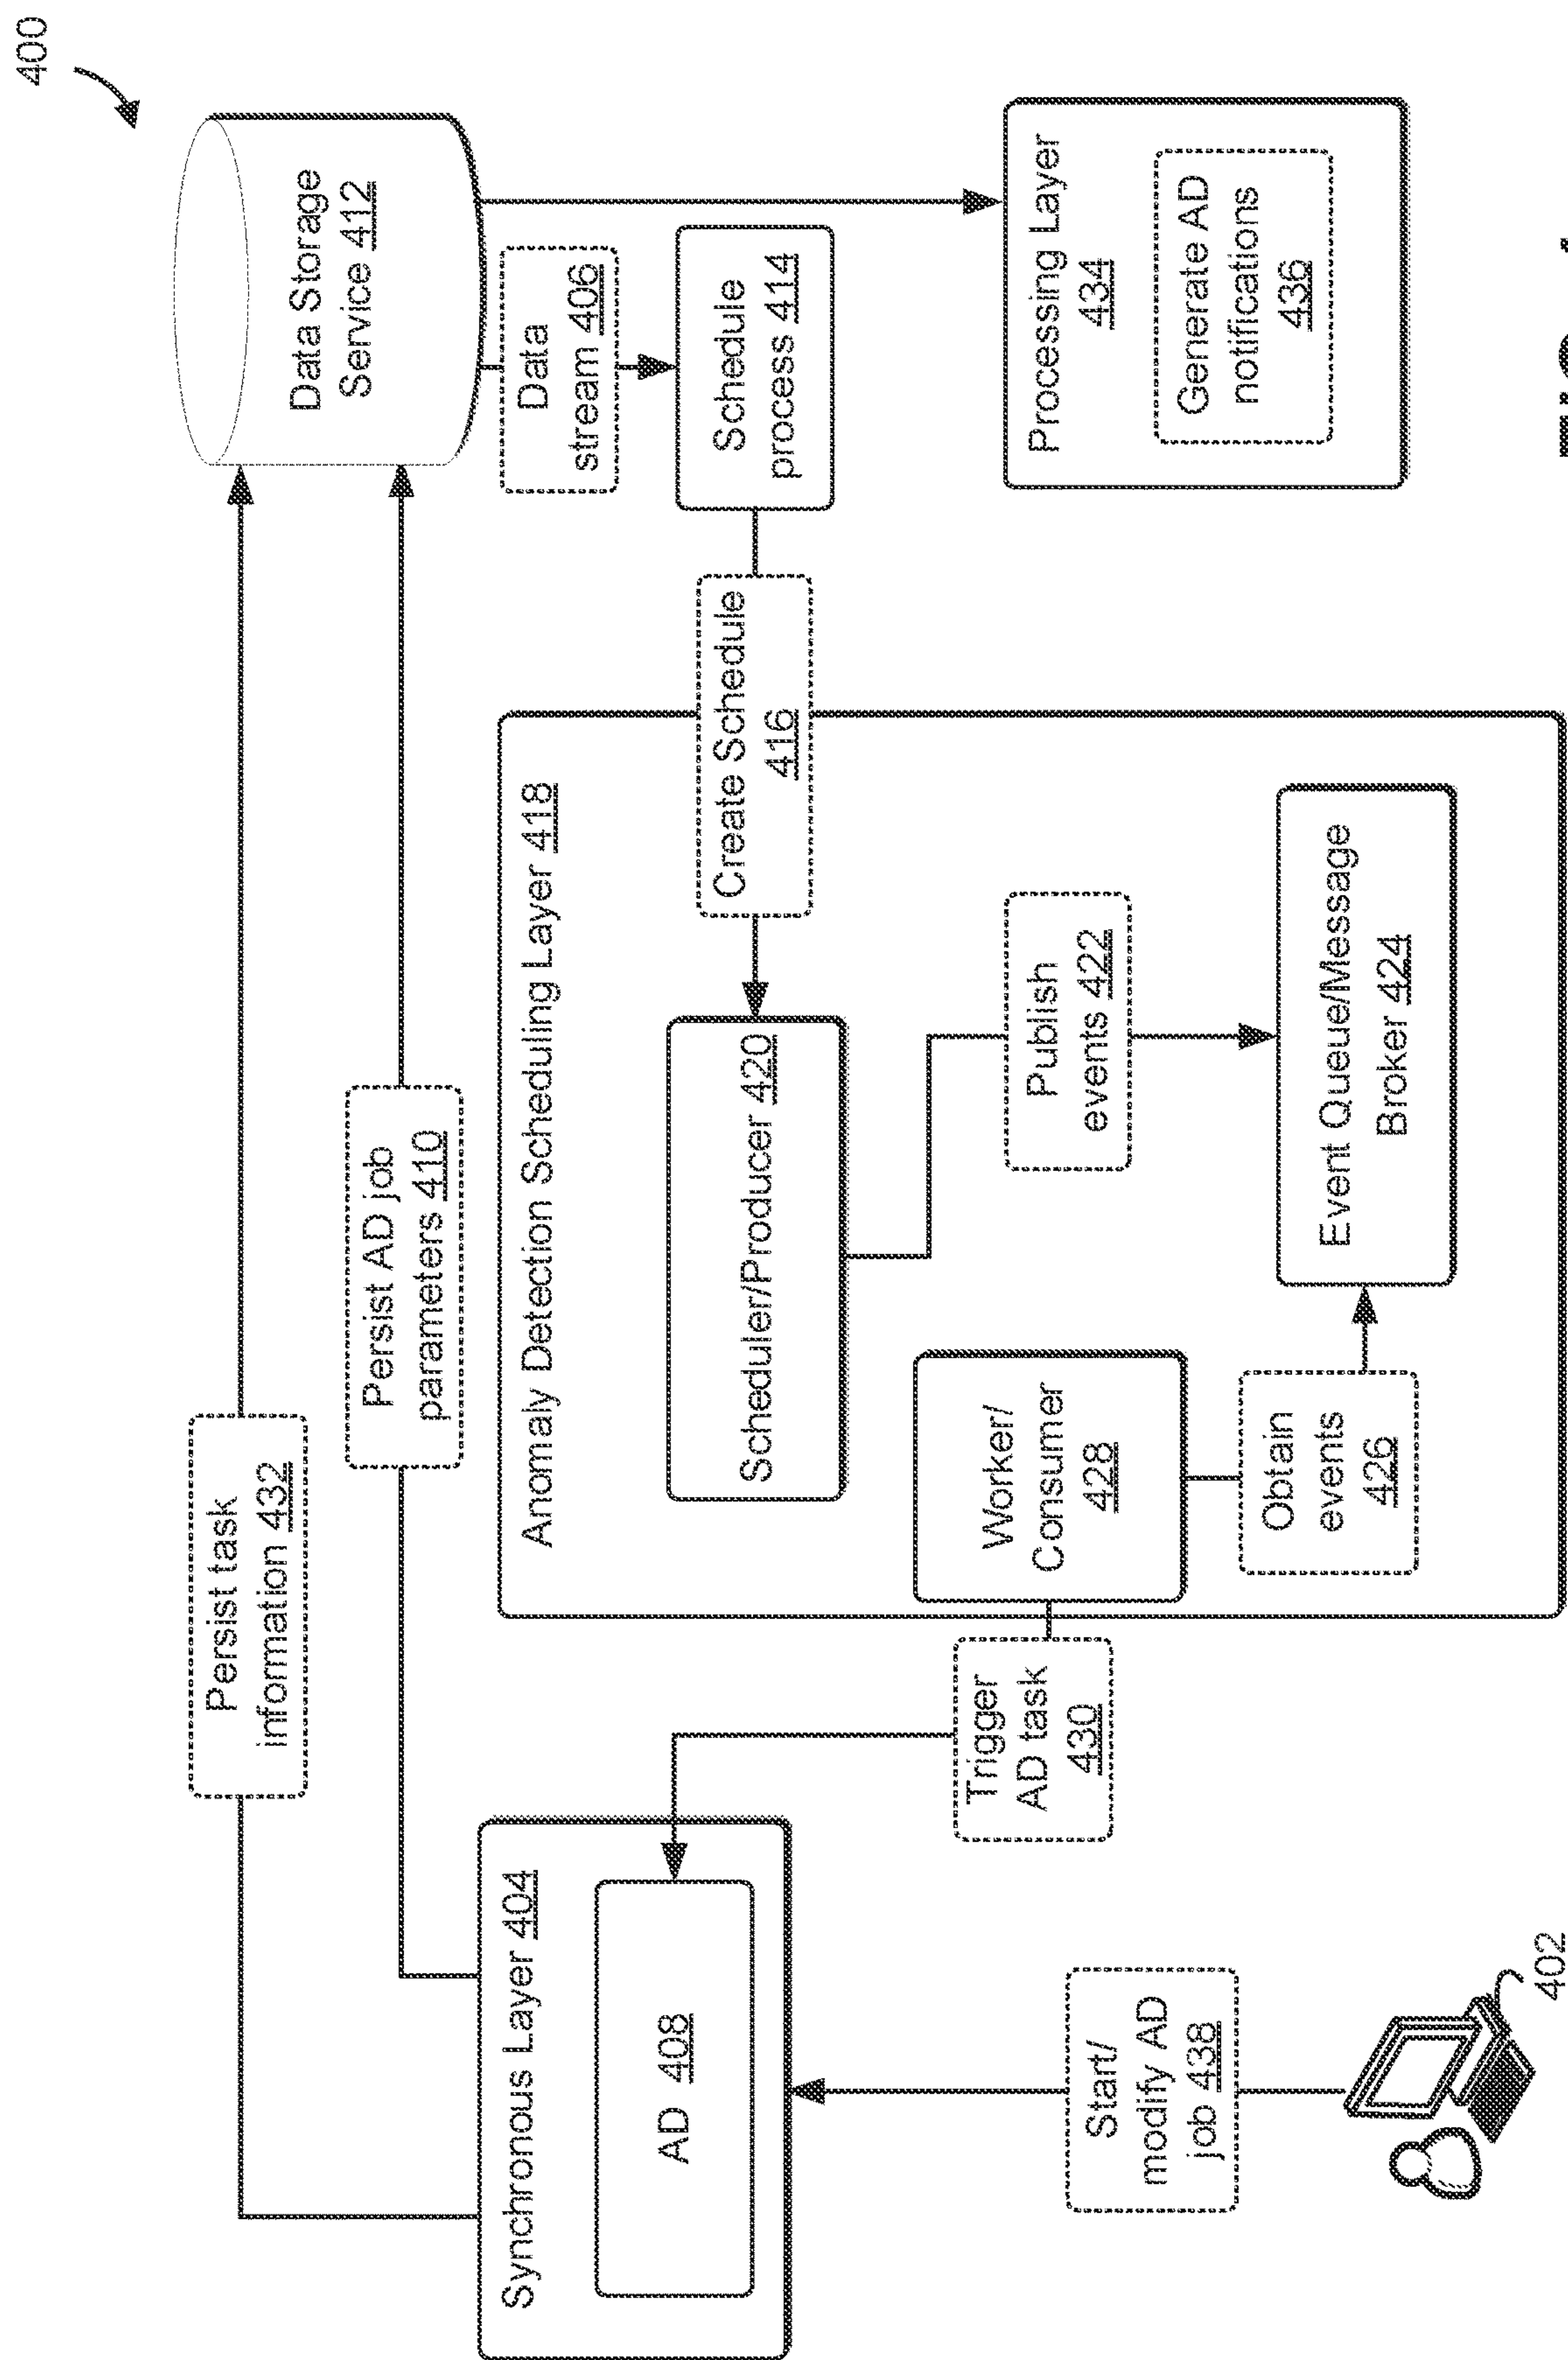 400
Persist task
information 432
Persist AD job
parameters 410
Data Storage
Service 412
Data
stream 406
Schedule
process 414
Create Schedule
416
Synchronous Layer 404
AD 408
Anomaly Detection Scheduling Layer 418
Scheduler/Producer 420
Publish
events 422
Event Queue/Message
Broker 424
Worker/
Consumer
428
Obtain
events
426
Trigger
AD task
430
Start/
modify AD
job 438
402
Processing Layer
434
Generate AD
notifications
436